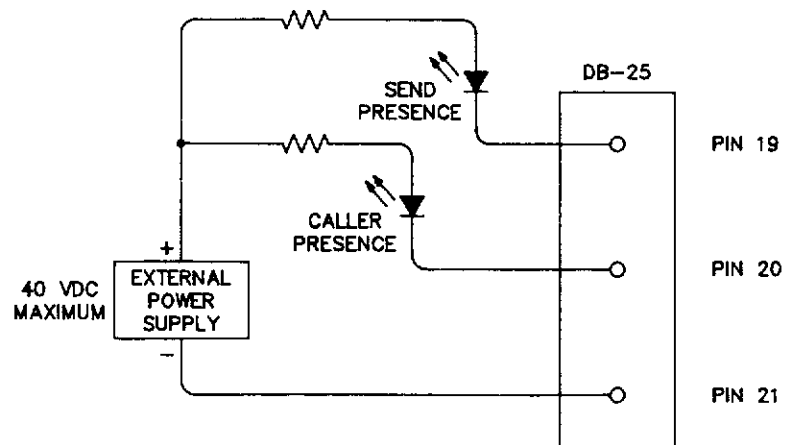 DB-25
SEND
PRESENCE
PIN 19
CALLER
PRESENCE
PIN 20
+
40 VDC
MAXIMUM
EXTERNAL
POWER
SUPPLY
−
PIN 21